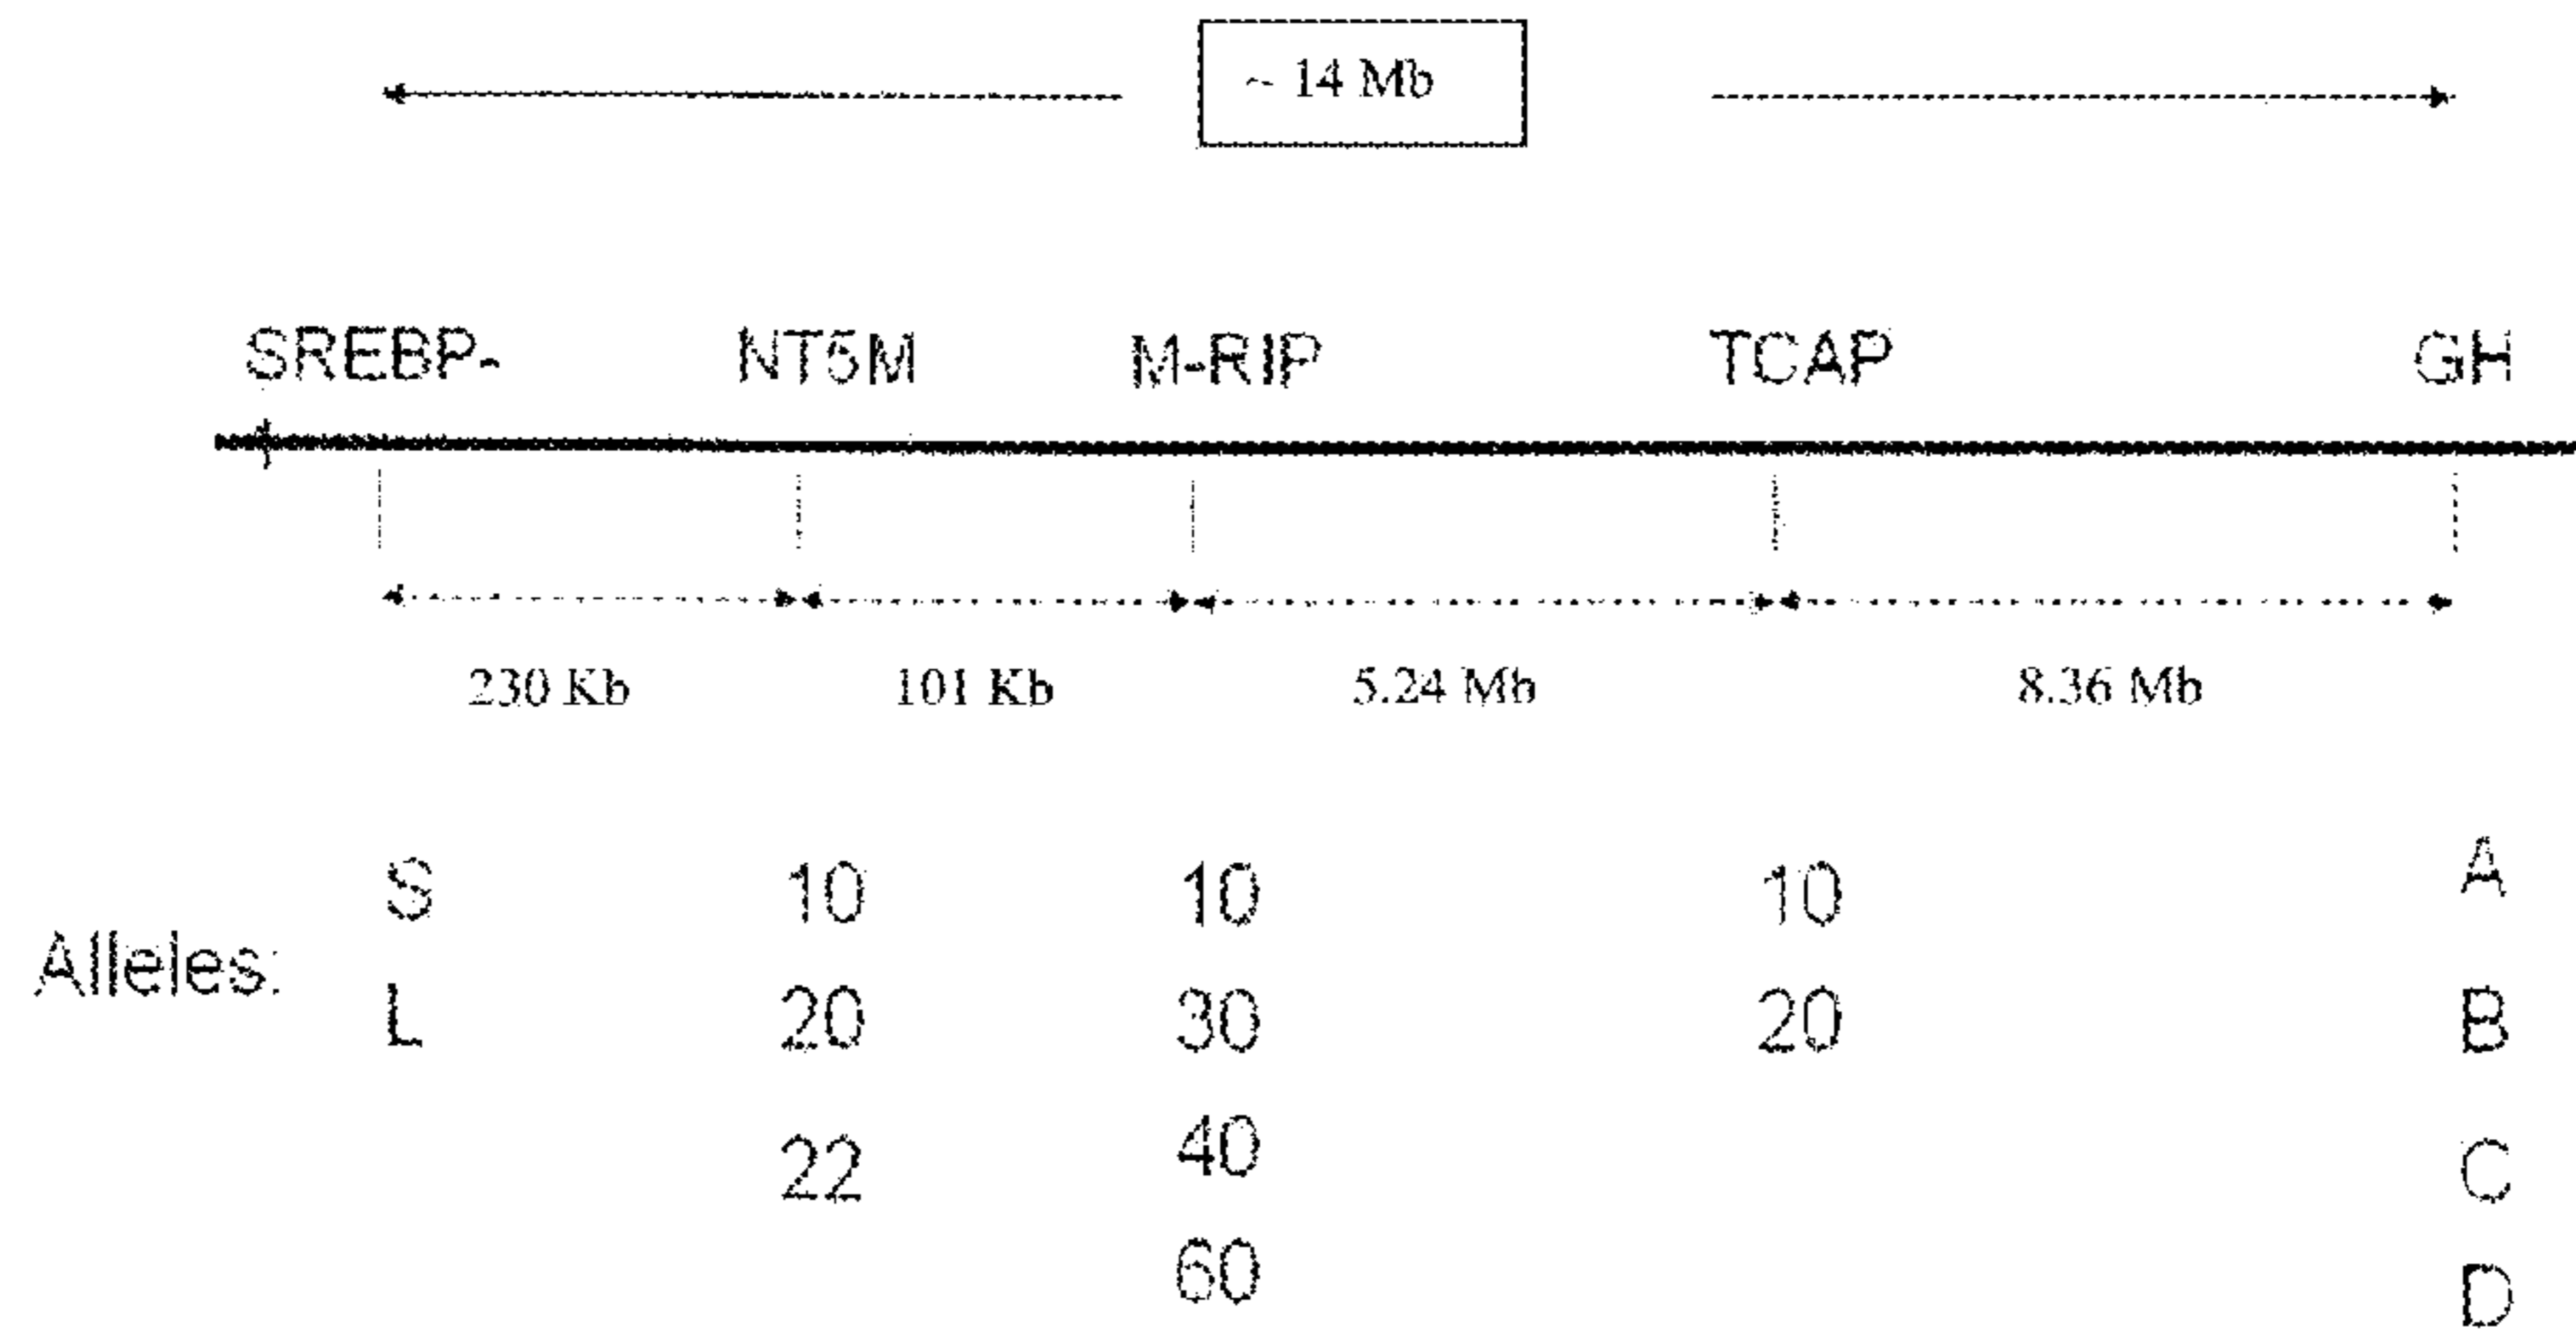 ~ 14 Mb
SREBP- NT5M M-RIP TCAP GH
230 Kb 101 Kb 5.24 Mb 8.36 Mb
S 10 10 10 A
Alleles:
L 20 30 20 B
22 40 C
60 D